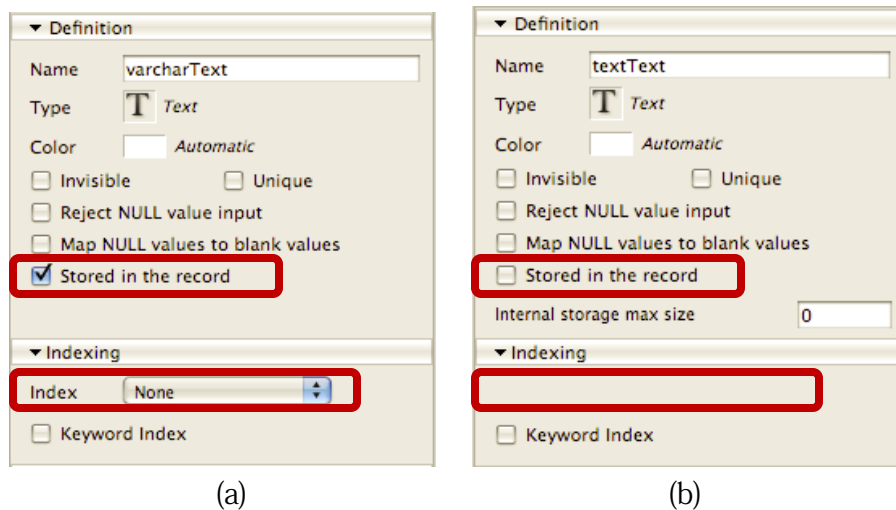 ▼ Definition
Name varcharText
Type T Text
Color Automatic
Invisible Unique
Reject NULL value input
Map NULL values to blank values
Stored in the record
▼ Indexing
Index None
Keyword Index
(a)
▼ Definition
Name textText
Type T Text
Color Automatic
Invisible Unique
Reject NULL value input
Map NULL values to blank values
Stored in the record
Internal storage max size 0
▼ Indexing
Keyword Index
(b)